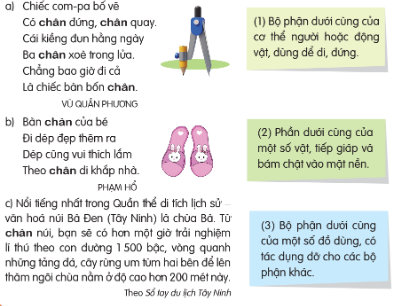 a) Chiếc com-pa bố vẽ
Có chân đứng, chân quay.
Cái kiềng đun hằng ngày
Ba chân xoè trong lửa.
Chẳng bao giờ đi cả
Là chiếc bàn bốn chân.
VŨ QUẦN PHƯƠNG
(1) Bộ phận dưới cùng của
cơ thể người hoặc động
vật, dùng để đi, đứng.
b) Bàn chân của bé
Đi dép đẹp thêm ra
Dép cũng vui thích lắm
Theo chân đi khắp nhà.
PHẠM HỔ
(2) Phần dưới cùng của
một số vật, tiếp giáp và
bám chặt vào mặt nền.
c) Nổi tiếng nhất trong Quần thể di tích lịch sử –
văn hoá núi Bà Đen (Tây Ninh) là chùa Bà. Từ
chân núi, bạn sẽ có hơn một giờ trải nghiệm
lí thú theo con đường 1 500 bậc, vòng quanh
những tảng đá, cây rừng um tùm hai bên để lên
thăm ngôi chùa nằm ở độ cao hơn 200 mét này.
Theo Sổ tay du lịch Tây Ninh
(3) Bộ phận dưới cùng
của một số đồ dùng, có
tác dụng đỡ cho các bộ
phận khác.